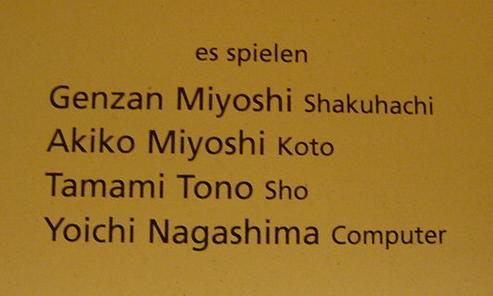 es spielen
Genzan Miyoshi Shakuhachi
Akiko Miyoshi Koto
Tamami Tono Sho
Yoichi Nagashima Computer